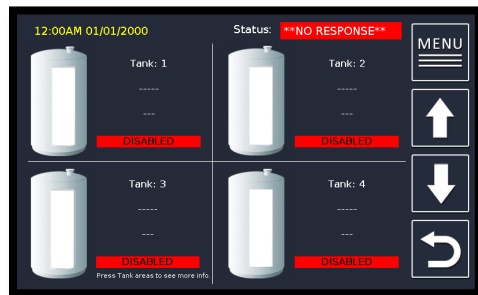 12:00AM 01/01/2000 Status: **NO RESPONSE**
MENU
Tank: 1
-----
---
DISABLED
Tank: 2
-----
---
DISABLED
Tank: 3
-----
---
DISABLED
Press Tank areas to see more info.
Tank: 4
-----
---
DISABLED